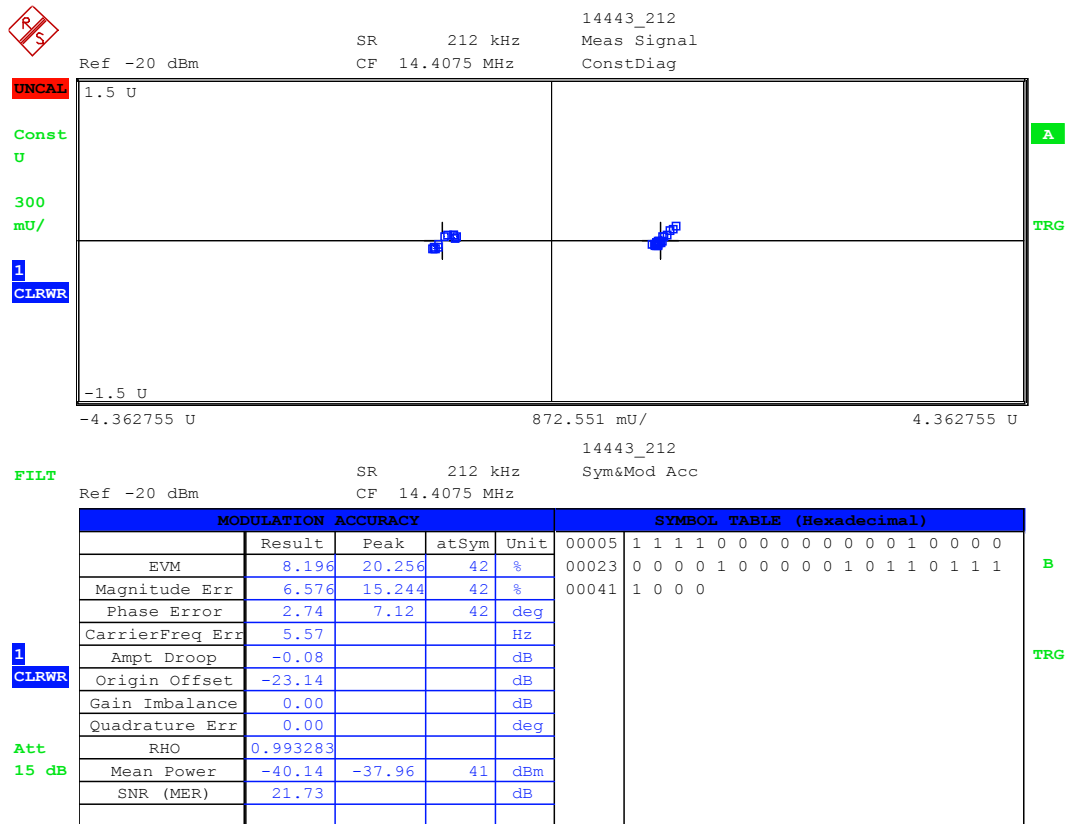 R
S
14443_212
SR 212 kHz Meas Signal
Ref -20 dBm CF 14.4075 MHz ConstDiag
UNCAL
1.5 U
Const
U
A
300
mU/
TRG
1
CLRWR
-1.5 U
-4.362755 U 872.551 mU/ 4.362755 U
14443_212
FILT SR 212 kHz Sym&Mod Acc
Ref -20 dBm CF 14.4075 MHz
MODULATION ACCURACY SYMBOL TABLE (Hexadecimal)
Result Peak atSym Unit 00005 1 1 1 1 0 0 0 0 0 0 0 0 0 1 0 0 0 0
EVM 8.196 20.256 42 % 00023 0 0 0 0 1 0 0 0 0 0 1 0 1 1 0 1 1 1
B
Magnitude Err 6.576 15.244 42 % 00041 1 0 0 0
Phase Error 2.74 7.12 42 deg
CarrierFreq Err 5.57 Hz
1
Ampt Droop -0.08 dB
TRG
CLRWR
Origin Offset -23.14 dB
Gain Imbalance 0.00 dB
Quadrature Err 0.00 deg
Att
RHO 0.993283
15 dB
Mean Power -40.14 -37.96 41 dBm
SNR (MER) 21.73 dB